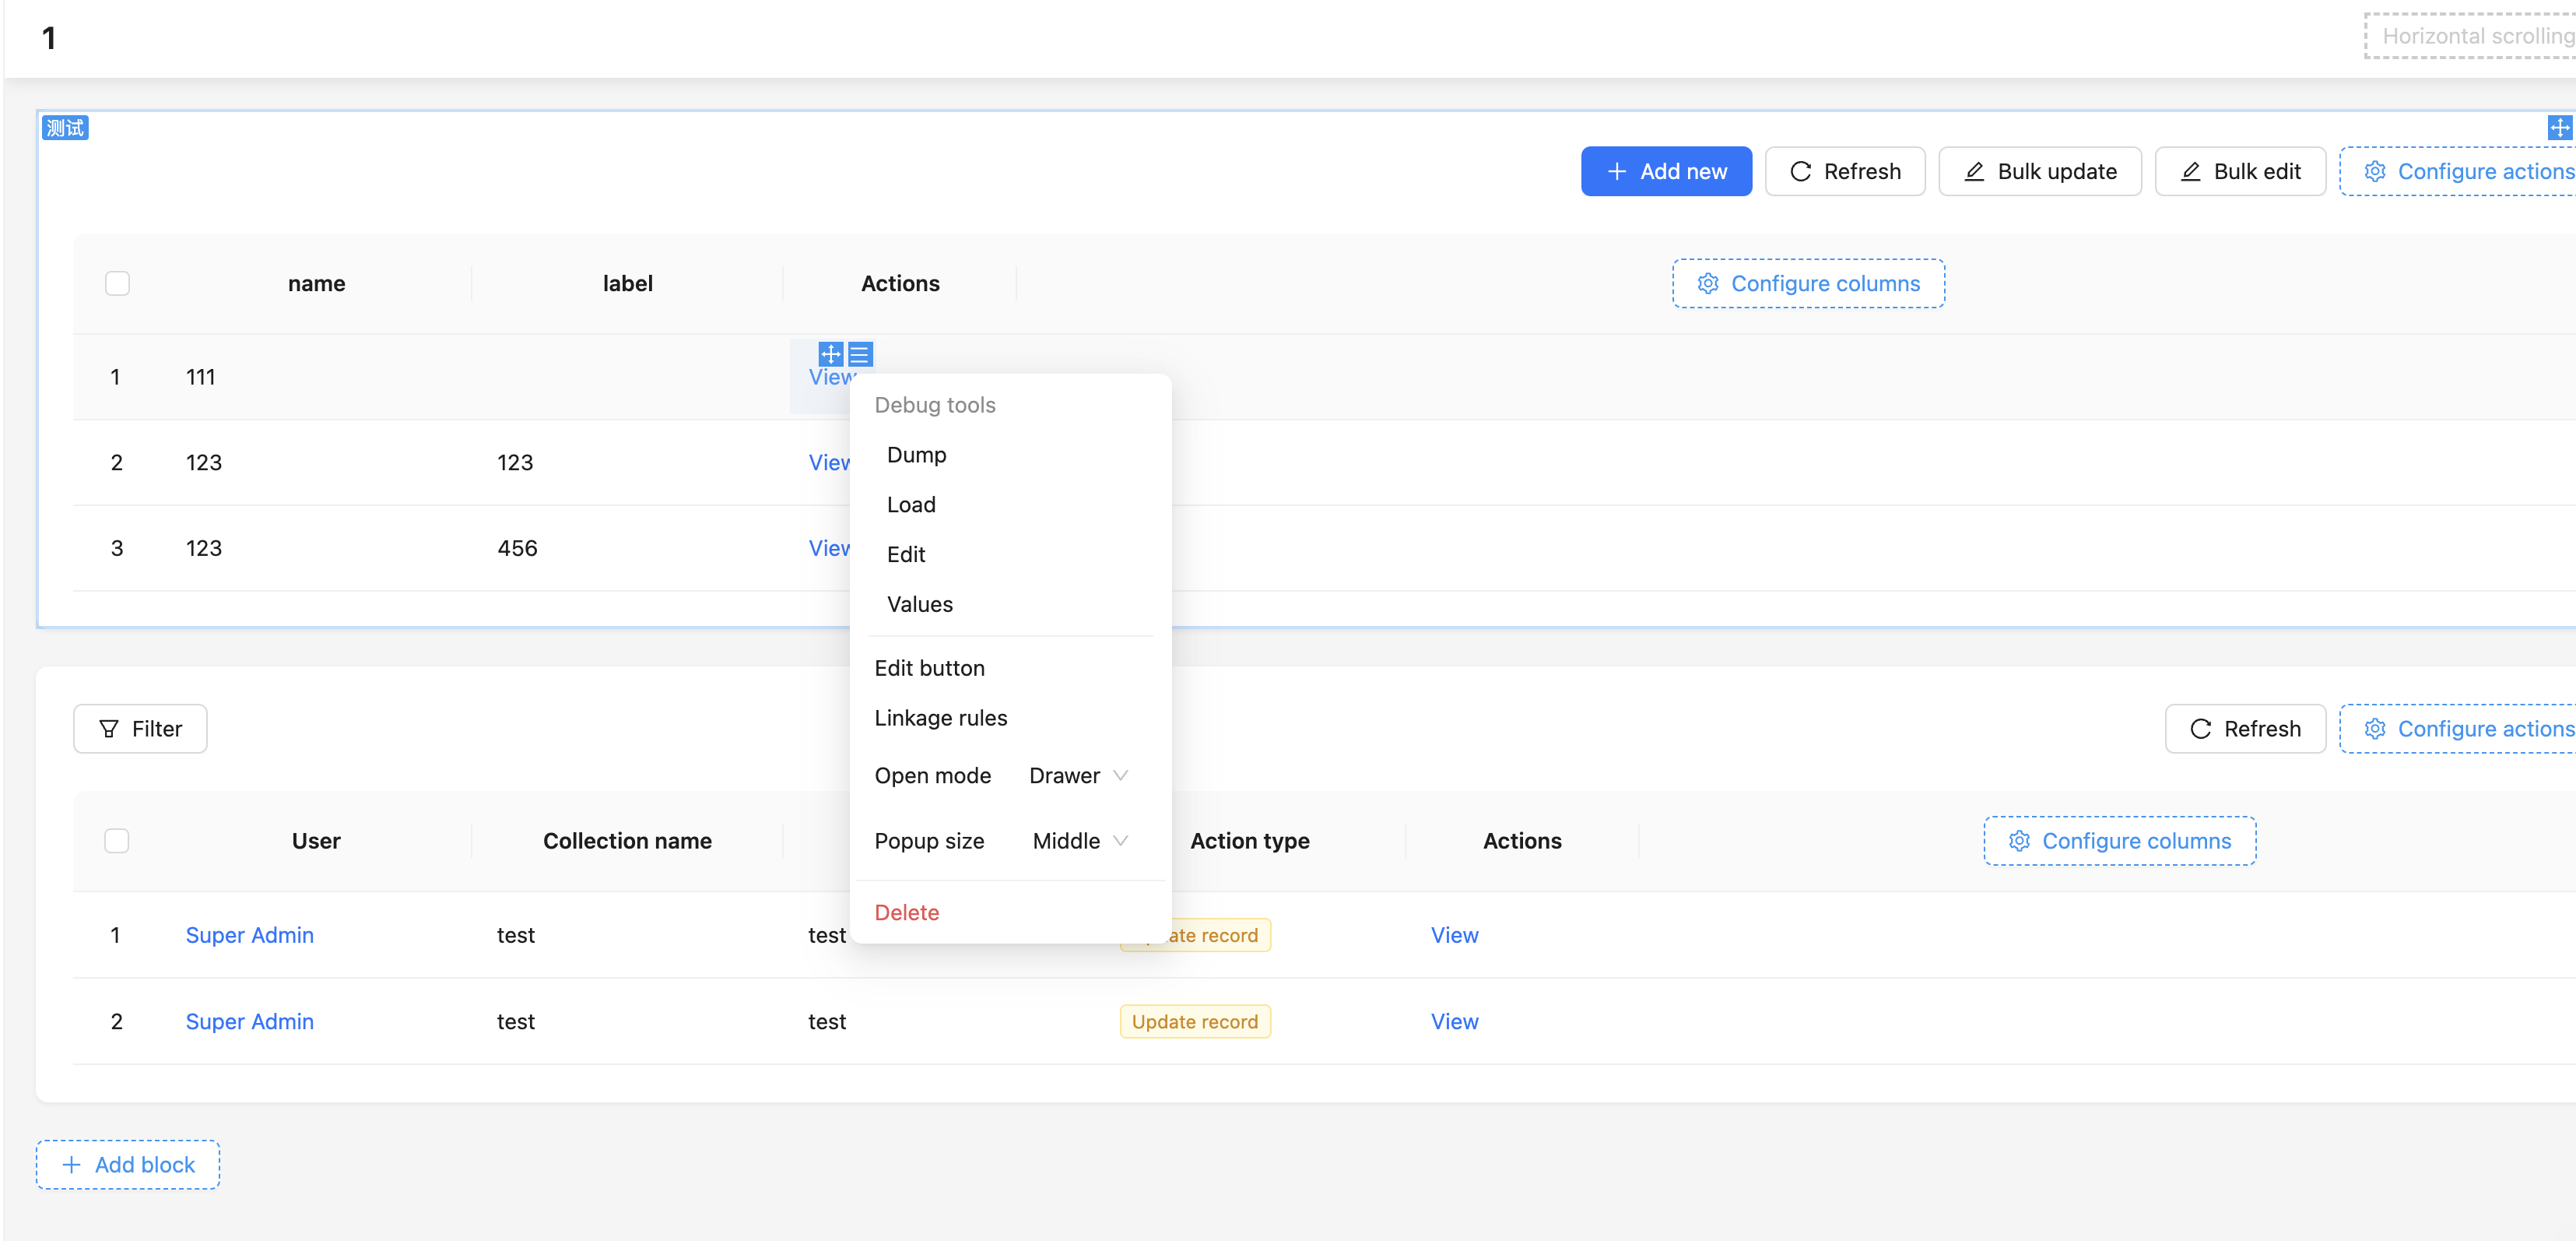 1
Horizontal scrolling
测试
Add new
Refresh
Bulk update
Bulk edit
Configure actions
name
label
Actions
Configure columns
1
111
View
2
123
123
View
3
123
456
View
Debug tools
Dump
Load
Edit
Values
Edit button
Linkage rules
Open mode
Drawer
Popup size
Middle
Delete
Filter
Refresh
Configure actions
User
Collection name
Action type
Actions
Configure columns
1
Super Admin
test
test
record
View
2
Super Admin
test
test
Update record
View
Add block